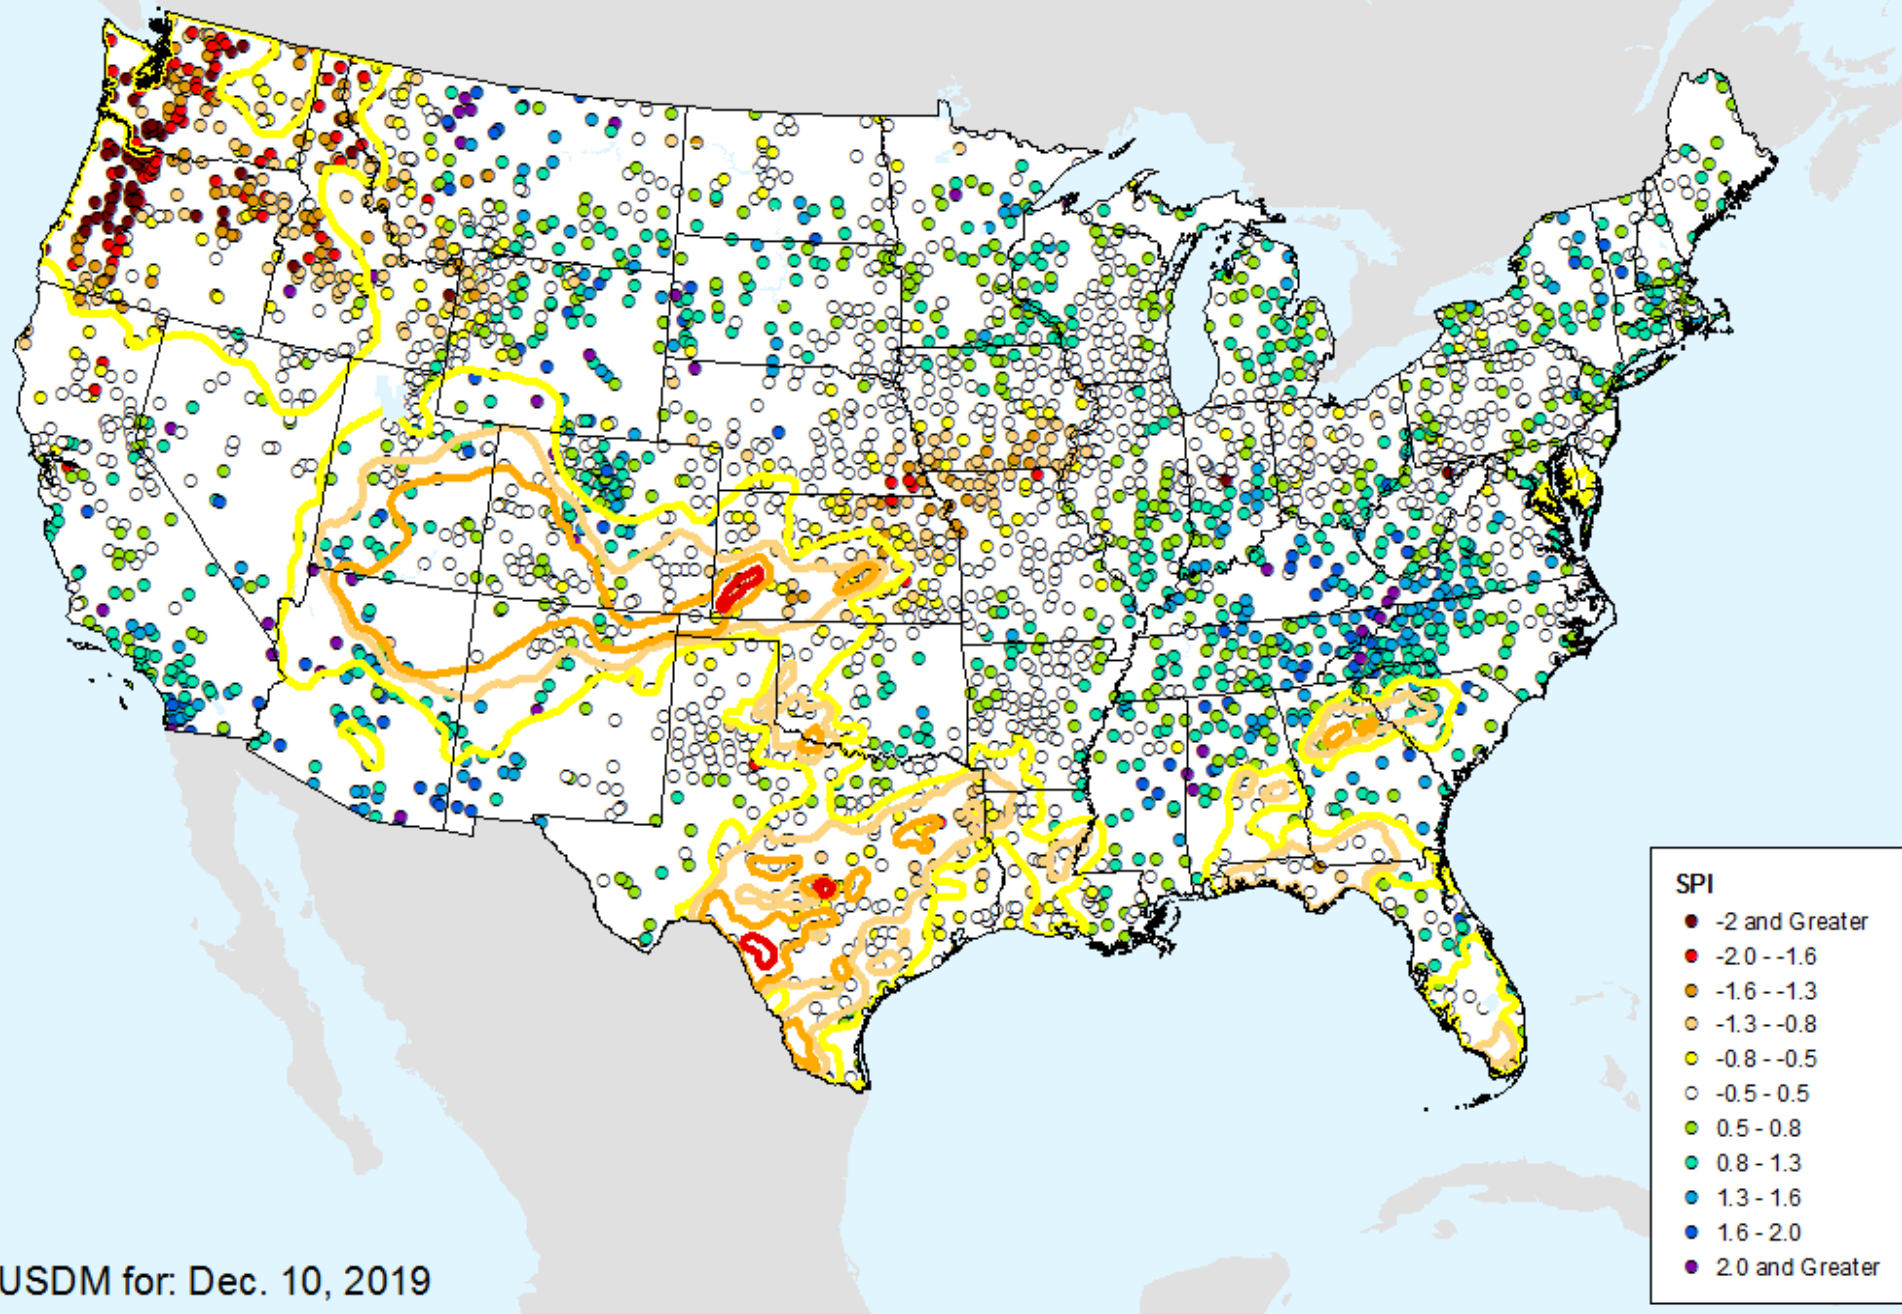 SPI
-2 and Greater
-2.0 - -1.6
-1.6 - -1.3
-1.3 - -0.8
-0.8 - -0.5
-0.5 - 0.5
0.5 - 0.8
0.8 - 1.3
1.3 - 1.6
1.6 - 2.0
2.0 and Greater
USDM for: Dec. 10, 2019